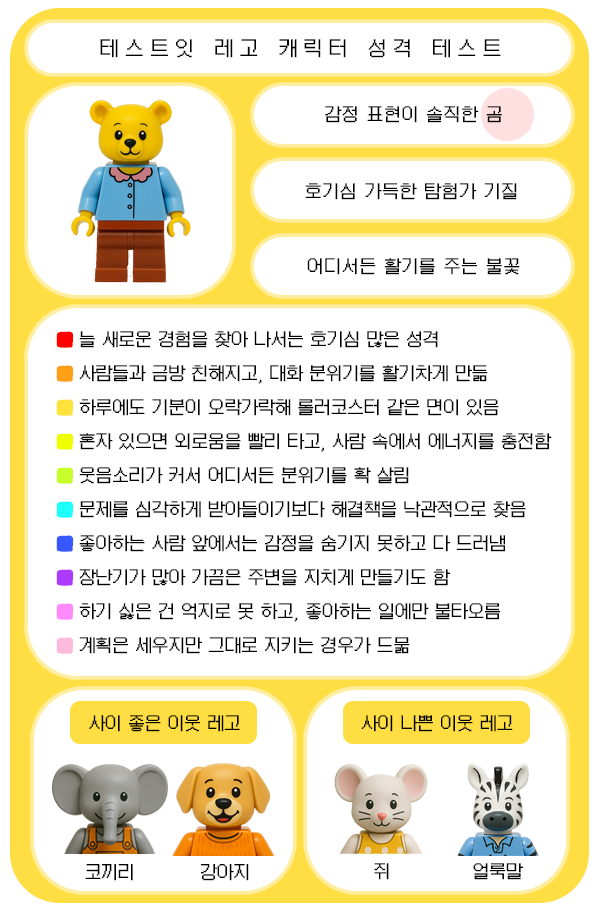 테스트잇 레고 캐릭터 성격 테스트
감정 표현이 솔직한 곰
호기심 가득한 탐험가 기질
어디서든 활기를 주는 불꽃
늘 새로운 경험을 찾아 나서는 호기심 많은 성격
사람들과 금방 친해지고, 대화 분위기를 활기차게 만듦
하루에도 기분이 오락가락해 롤러코스터 같은 면이 있음
혼자 있으면 외로움을 빨리 타고, 사람 속에서 에너지를 충전함
웃음소리가 커서 어디서든 분위기를 확 살림
문제를 심각하게 받아들이기보다 해결책을 낙관적으로 찾음
좋아하는 사람 앞에서는 감정을 숨기지 못하고 다 드러냄
장난기가 많아 가끔은 주변을 지치게 만들기도 함
하기 싫은 건 억지로 못 하고, 좋아하는 일에만 불타오름
계획은 세우지만 그대로 지키는 경우가 드묾
사이 좋은 이웃 레고
사이 나쁜 이웃 레고
코끼리
강아지
쥐
얼룩말